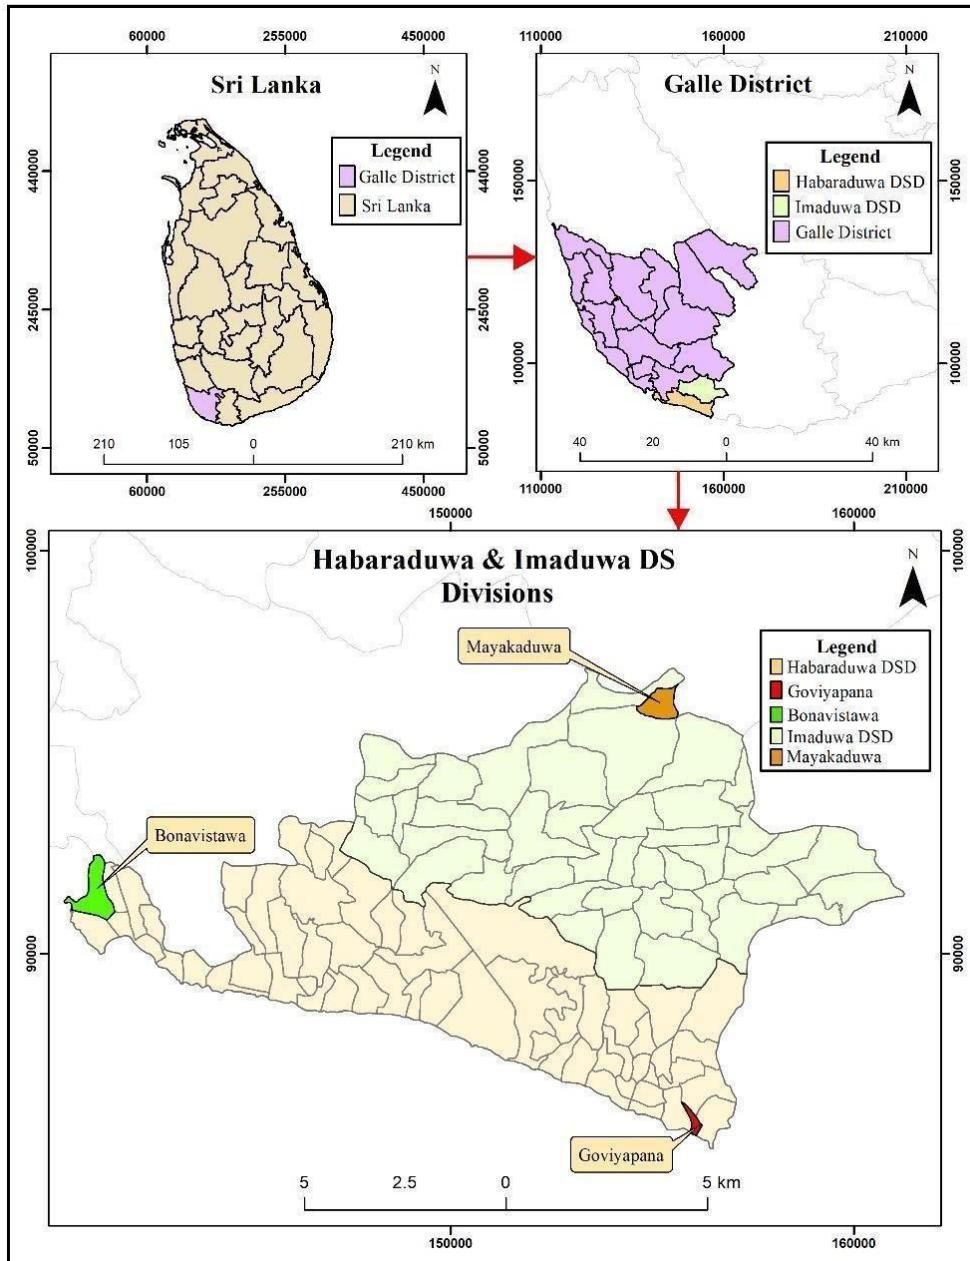 60000 255000 450000
Sri Lanka
N
Legend
Galle District
Sri Lanka
440000
245000
50000
440000
245000
50000
210 105 0 210 km
60000 255000 450000
110000 160000 210000
Galle District
N
Legend
Habaraduwa DSD
Imaduwa DSD
Galle District
150000
100000
150000
100000
40 20 0 40 km
110000 160000 210000
150000 160000
Habaraduwa & Imaduwa DS
Divisions
N
100000
90000
100000
90000
Legend
Habaraduwa DSD
Goviyapana
Bonavistawa
Imaduwa DSD
Mayakaduwa
Mayakaduwa
Bonavistawa
Goviyapana
5 2.5 0 5 km
150000 160000